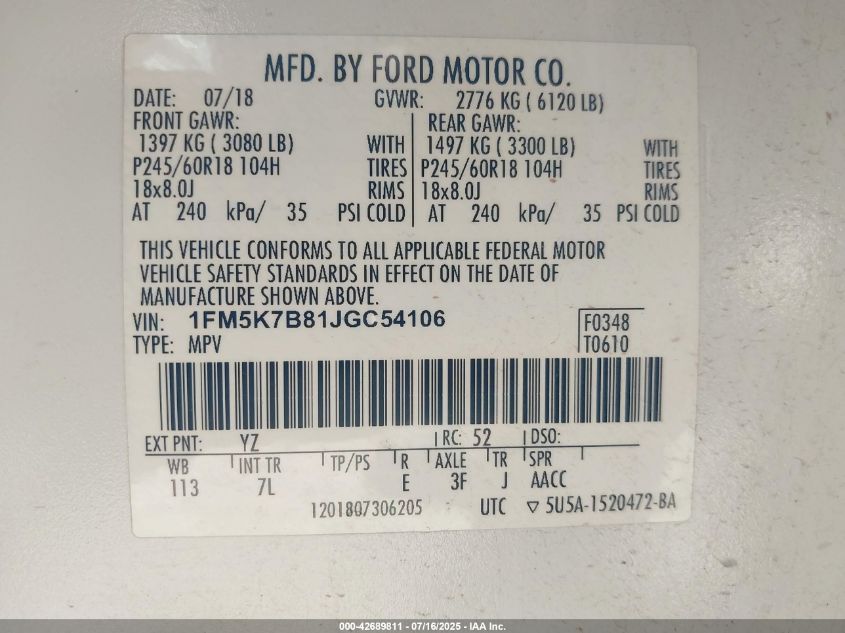 MFD. BY FORD MOTOR CO.
DATE: 07/18 GVWR: 2776 KG ( 6120 LB)
FRONT GAWR: REAR GAWR:
1397 KG ( 3080 LB) WITH 1497 KG ( 3300 LB) WITH
P245/60R18 104H TIRES P245/60R18 104H TIRES
18x8.0J RIMS 18x8.0J RIMS
AT 240 kPa/ 35 PSI COLD AT 240 kPa/ 35 PSI COLD
THIS VEHICLE CONFORMS TO ALL APPLICABLE FEDERAL MOTOR
VEHICLE SAFETY STANDARDS IN EFFECT ON THE DATE OF
MANUFACTURE SHOWN ABOVE.
VIN: 1FM5K7B81JGC54106 F0348
TYPE: MPV T0610
EXT PNT: YZ RC: 52 DSO:
WB INT TR TP/PS R AXLE TR SPR
113 7L E 3F J AACC
1201807306205 UTC ▽ 5U5A-1520472-BA
000-42689811 - 07/16/2025 - IAA Inc.